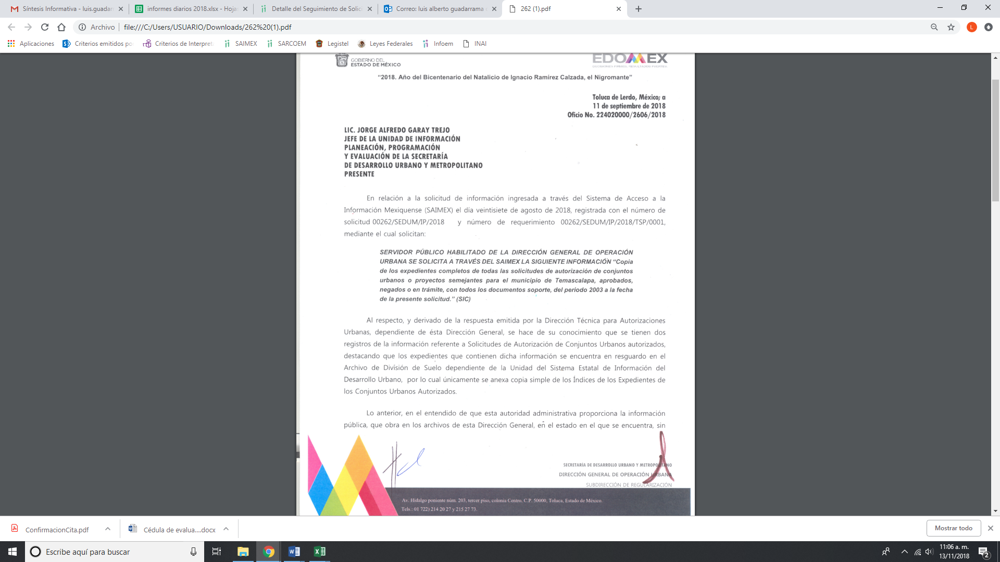 Síntesis Informativa - luis.guadarr
informes diarios 2018.xlsx - Hojas
Detalle del Seguimiento de Solici
Correo: luis alberto guadarrama
262 (1).pdf
Archivo
file:///C:/Users/USUARIO/Downloads/262%20(1).pdf
L
Aplicaciones
Criterios emitidos po
Criterios de Interpreta
SAIMEX
SARCOEM
Legistel
Leyes Federales
Infoem
INAI
GOBIERNO DEL
ESTADO DE MÉXICO
EDOMEX
DECISIONES FIRMES, RESULTADOS FUERTES.
“2018. Año del Bicentenario del Natalicio de Ignacio Ramírez Calzada, el Nigromante”
Toluca de Lerdo, México; a
11 de septiembre de 2018
Oficio No. 224020000/2606/2018
LIC. JORGE ALFREDO GARAY TREJO
JEFE DE LA UNIDAD DE INFORMACIÓN
PLANEACIÓN, PROGRAMACIÓN
Y EVALUACIÓN DE LA SECRETARÍA
DE DESARROLLO URBANO Y METROPOLITANO
PRESENTE
En relación a la solicitud de información ingresada a través del Sistema de Acceso a la
Información Mexiquense (SAIMEX) el día veintisiete de agosto de 2018, registrada con el número de
solicitud 00262/SEDUM/IP/2018 y número de requerimiento 00262/SEDUM/IP/2018/TSP/0001,
mediante el cual solicitan:
SERVIDOR PÚBLICO HABILITADO DE LA DIRECCIÓN GENERAL DE OPERACIÓN
URBANA SE SOLICITA A TRAVÉS DEL SAIMEX LA SIGUIENTE INFORMACIÓN “Copia
de los expedientes completos de todas las solicitudes de autorización de conjuntos
urbanos o proyectos semejantes para el municipio de Temascalapa, aprobados,
negados o en trámite, con todos los documentos soporte, del periodo 2003 a la fecha
de la presente solicitud.” (SIC)
Al respecto, y derivado de la respuesta emitida por la Dirección Técnica para Autorizaciones
Urbanas, dependiente de ésta Dirección General, se hace de su conocimiento que se tienen dos
registros de la información referente a Solicitudes de Autorización de Conjuntos Urbanos autorizados,
destacando que los expedientes que contienen dicha información se encuentra en resguardo en el
Archivo de División de Suelo dependiente de la Unidad del Sistema Estatal de Información del
Desarrollo Urbano, por lo cual únicamente se anexa copia simple de los Índices de los Expedientes de
los Conjuntos Urbanos Autorizados.
Lo anterior, en el entendido de que esta autoridad administrativa proporciona la información
pública, que obra en los archivos de esta Dirección General, en el estado en el que se encuentra, sin
SECRETARÍA DE DESARROLLO URBANO Y METROPOLITANO
DIRECCIÓN GENERAL DE OPERACIÓN URBANA
SUBDIRECCIÓN DE REGULARIZACIÓN
Av. Hidalgo poniente núm. 203, tercer piso, colonia Centro, C.P. 50000, Toluca, Estado de México.
Tels.: 01 722) 214 20 27 y 215 27 73.
ConfirmacionCita.pdf
Cédula de evalua....docx
Mostrar todo
Escribe aquí para buscar
11:06 a. m.
13/11/2018
2